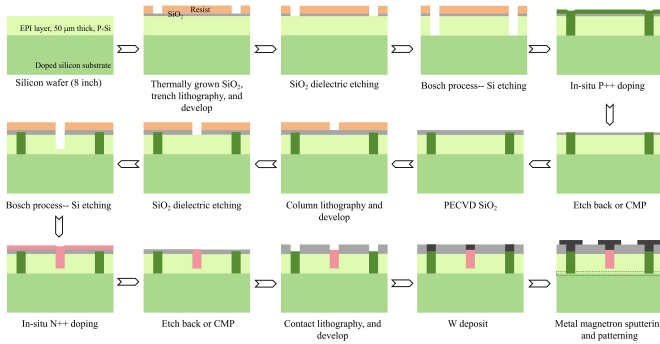 Resist
SiO2
EPI layer, 50 μm thick, P-Si
Doped silicon substrate
Silicon wafer (8 inch)
Thermally grown SiO2,
trench lithography, and
develop
SiO2 dielectric etching
Bosch process-- Si etching
In-situ P++ doping
Bosch process-- Si etching
SiO2 dielectric etching
Column lithography and
develop
PECVD SiO2
Etch back or CMP
In-situ N++ doping
Etch back or CMP
Contact lithography, and
develop
W deposit
Metal magnetron sputterin
and patterning